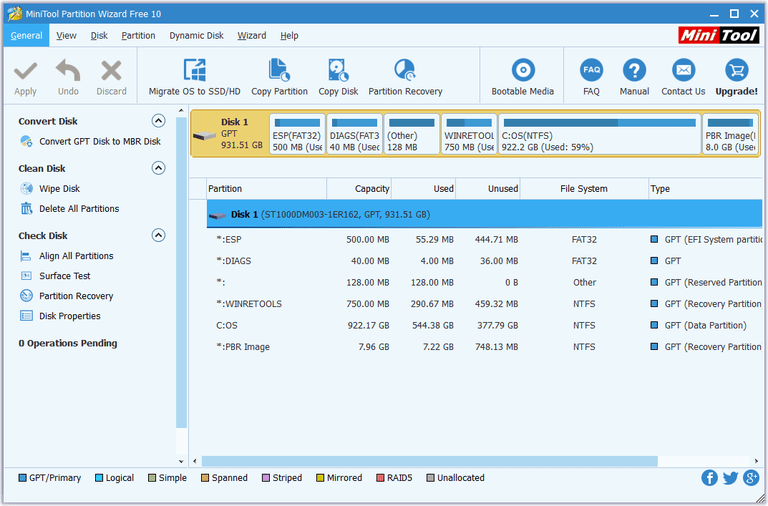 MiniTool Partition Wizard Free 10
General View Disk Partition Dynamic Disk Wizard Help
Mini Tool
Apply Undo Discard Migrate OS to SSD/HD Copy Partition Copy Disk Partition Recovery Bootable Media FAQ Manual Contact Us Upgrade!
FAQ
Convert Disk
Convert GPT Disk to MBR Disk
Clean Disk
Wipe Disk
Delete All Partitions
Check Disk
Align All Partitions
Surface Test
Partition Recovery
Disk Properties
0 Operations Pending
Disk 1
GPT
931.51 GB
ESP(FAT32)
500 MB (Use
DIAGS(FAT3
40 MB (Used
(Other)
128 MB
WINRETOOL
750 MB (Use
C:OS(NTFS)
922.2 GB (Used: 59%)
PBR Image(
8.0 GB (Use
Partition Capacity Used Unused File System Type
Disk 1 (ST1000DM003-1ER162, GPT, 931.51 GB)
*:ESP 500.00 MB 55.29 MB 444.71 MB FAT32 GPT (EFI System partitic
*:DIAGS 40.00 MB 4.00 MB 36.00 MB FAT32 GPT
*: 128.00 MB 128.00 MB 0 B Other GPT (Reserved Partition
*:WINRETOOLS 750.00 MB 290.67 MB 459.32 MB NTFS GPT (Recovery Partition
C:OS 922.17 GB 544.38 GB 377.79 GB NTFS GPT (Data Partition)
*:PBR Image 7.96 GB 7.22 GB 748.13 MB NTFS GPT (Recovery Partition
GPT/Primary Logical Simple Spanned Striped Mirrored RAID5 Unallocated